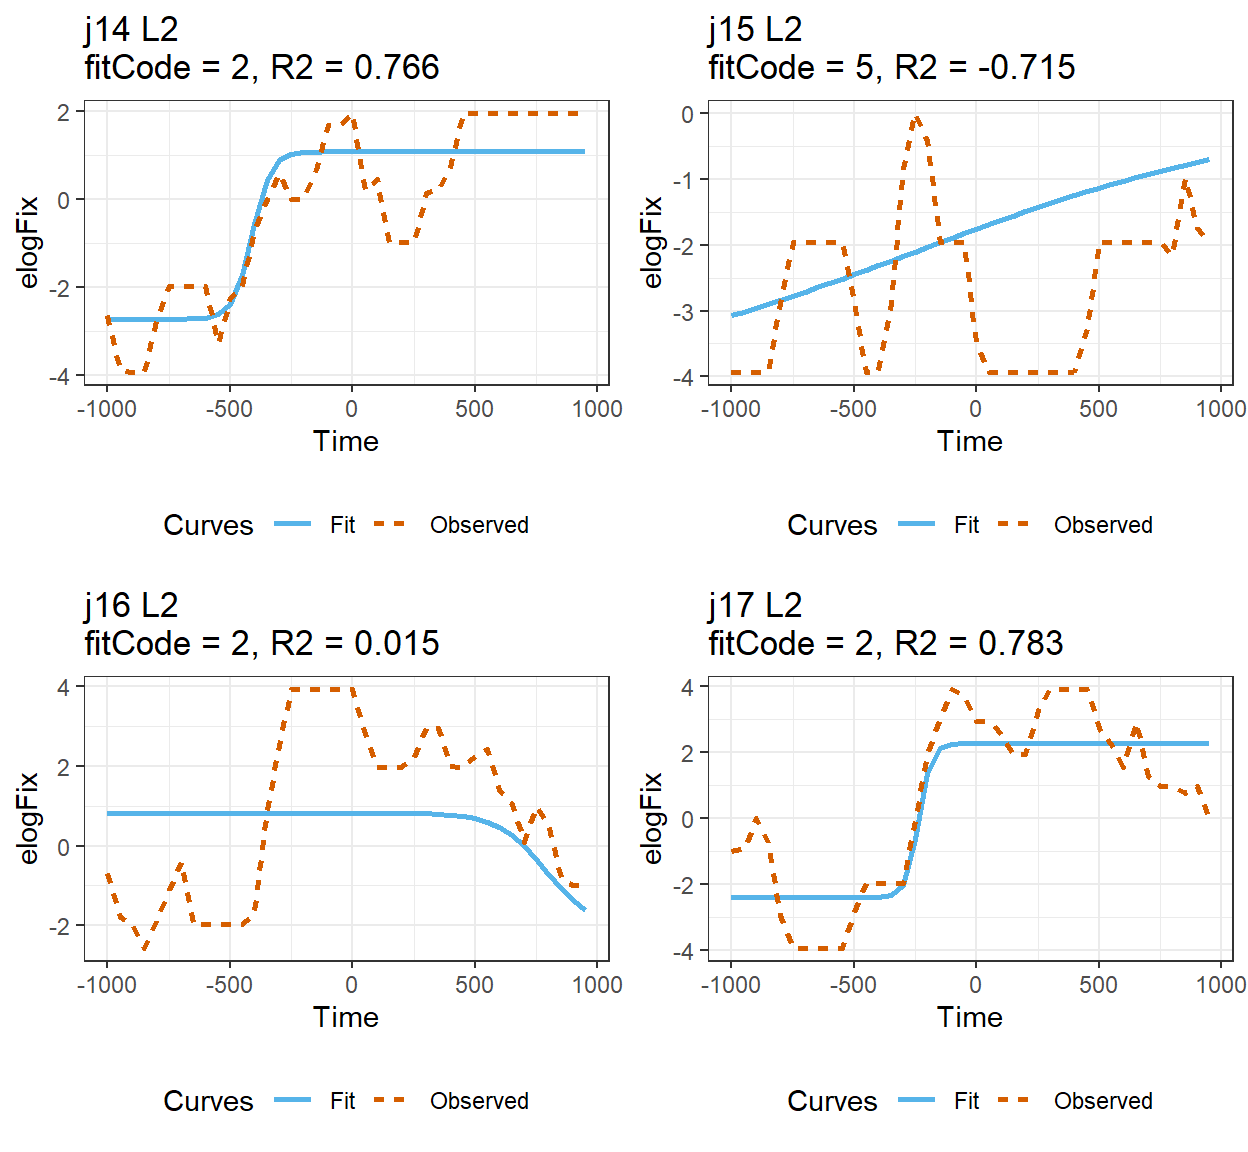 j14 L2
fitCode = 2, R2 = 0.766
elogFix
2
0
-2
-4
-1000 -500 0 500 1000
Time
Curves Fit Observed
j15 L2
fitCode = 5, R2 = -0.715
elogFix
0
-1
-2
-3
-4
-1000 -500 0 500 1000
Time
Curves Fit Observed
j16 L2
fitCode = 2, R2 = 0.015
elogFix
4
2
0
-2
-1000 -500 0 500 1000
Time
Curves Fit Observed
j17 L2
fitCode = 2, R2 = 0.783
elogFix
4
2
0
-2
-4
-1000 -500 0 500 1000
Time
Curves Fit Observed